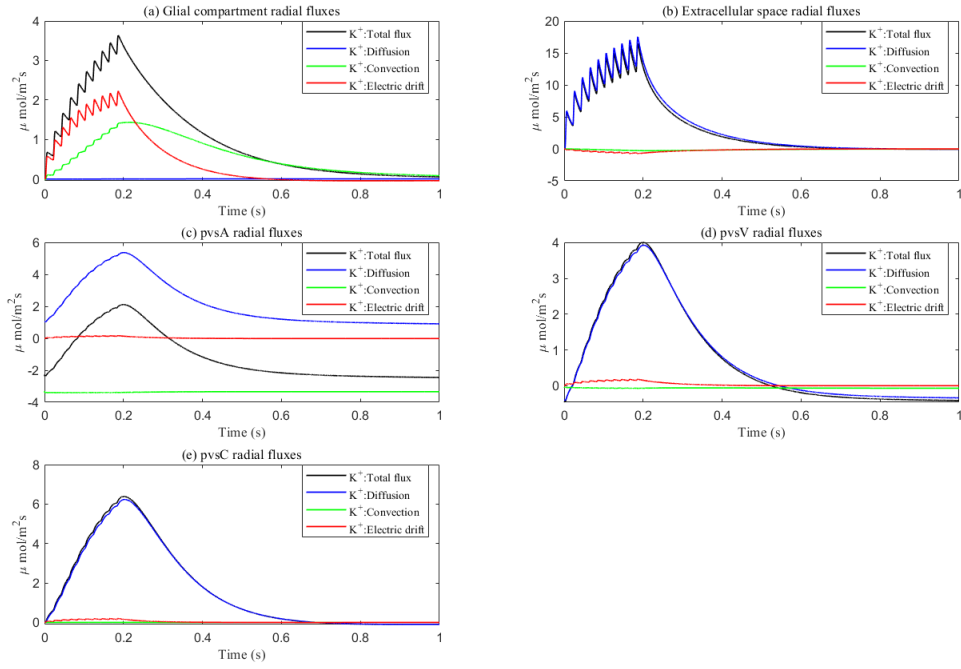 (a) Glial compartment radial fluxes
μ mol/m²s
4
3
2
1
0
K⁺:Total flux
K⁺:Diffusion
K⁺:Convection
K⁺:Electric drift
0 0.2 0.4 0.6 0.8 1
Time (s)
(b) Extracellular space radial fluxes
μ mol/m²s
20
15
10
5
0
-5
K⁺:Total flux
K⁺:Diffusion
K⁺:Convection
K⁺:Electric drift
0 0.2 0.4 0.6 0.8 1
Time (s)
(c) pvsA radial fluxes
μ mol/m²s
6
4
2
0
-2
-4
K⁺:Total flux
K⁺:Diffusion
K⁺:Convection
K⁺:Electric drift
0 0.2 0.4 0.6 0.8 1
Time (s)
(d) pvsV radial fluxes
μ mol/m²s
4
3
2
1
0
K⁺:Total flux
K⁺:Diffusion
K⁺:Convection
K⁺:Electric drift
0 0.2 0.4 0.6 0.8 1
Time (s)
(e) pvsC radial fluxes
μ mol/m²s
8
6
4
2
0
K⁺:Total flux
K⁺:Diffusion
K⁺:Convection
K⁺:Electric drift
0 0.2 0.4 0.6 0.8 1
Time (s)